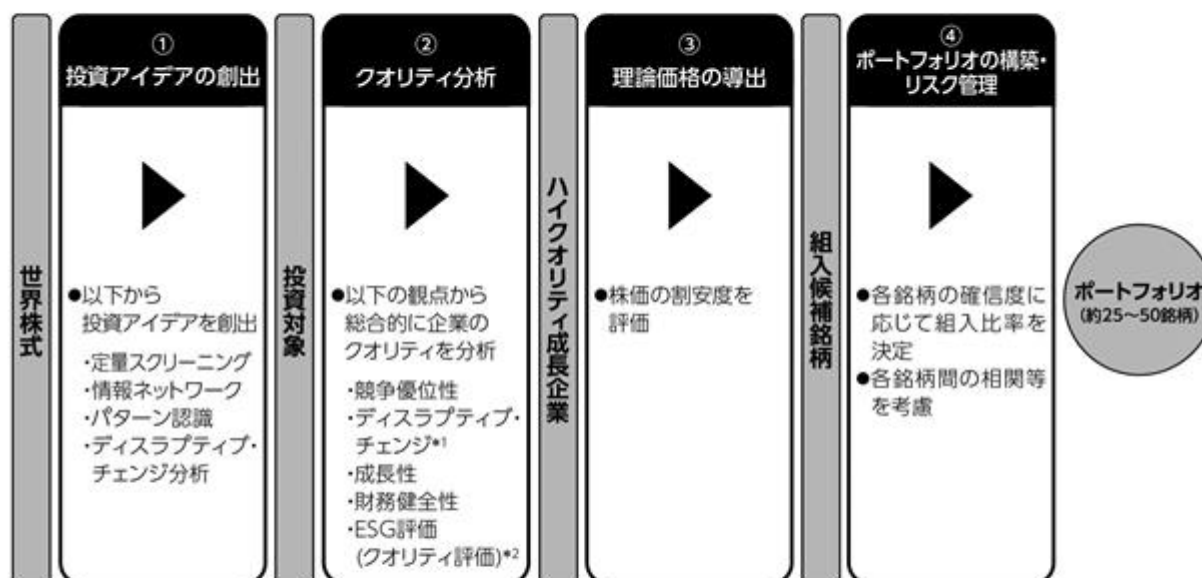 世界株式
①
投資アイデアの創出
●以下から
投資アイデアを創出
・定量スクリーニング
・情報ネットワーク
・パターン認識
・ディスラプティブ・
チェンジ分析
投資対象
②
クオリティ分析
●以下の観点から
総合的に企業の
クオリティを分析
・競争優位性
・ディスラプティブ・
チェンジ*1
・成長性
・財務健全性
・ESG評価
(クオリティ評価)*2
ハイクオリティ成長企業
③
理論価格の導出
●株価の割安度を
評価
組入候補銘柄
④
ポートフォリオの構築・
リスク管理
●各銘柄の確信度に
応じて組入比率を
決定
●各銘柄間の相関等
を考慮
ポートフォリオ
(約25〜50銘柄)